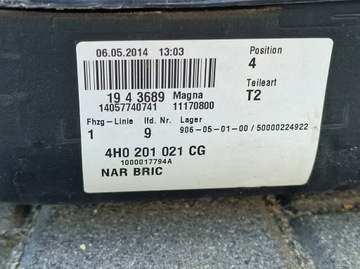 06.05.2014 13:03
Position
4
19 4 3689 Magna
14057740741 11170800
Teileart
T2
Fhzg-Linie lfd. Nr. Lager
1 9 906-05-01-00 / 50000224922
4H0 201 021 CG
1000017794A
NAR BRIC